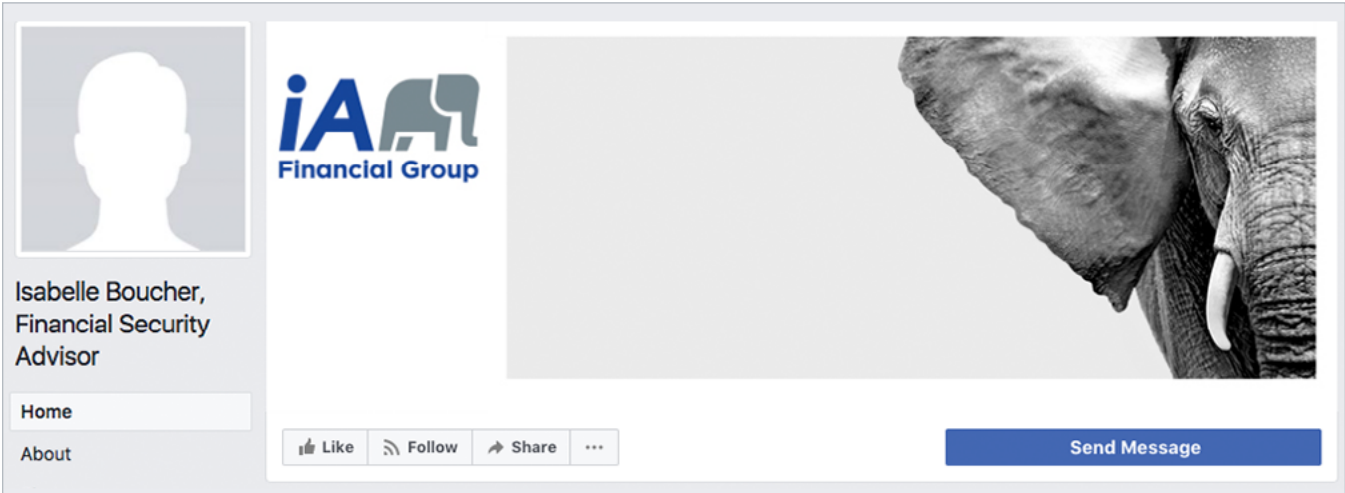 iA
Financial Group
Isabelle Boucher,
Financial Security
Advisor
Home
About
Like
Follow
Share
...
Send Message